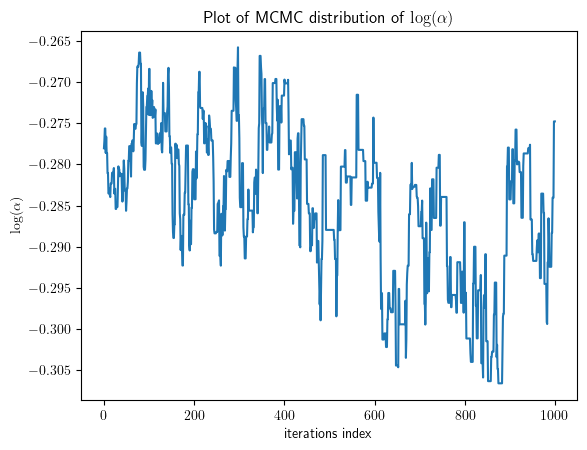 Plot of MCMC distribution of log(α)
log(α)
−0.265
−0.270
−0.275
−0.280
−0.285
−0.290
−0.295
−0.300
−0.305
0 200 400 600 800 1000
iterations index